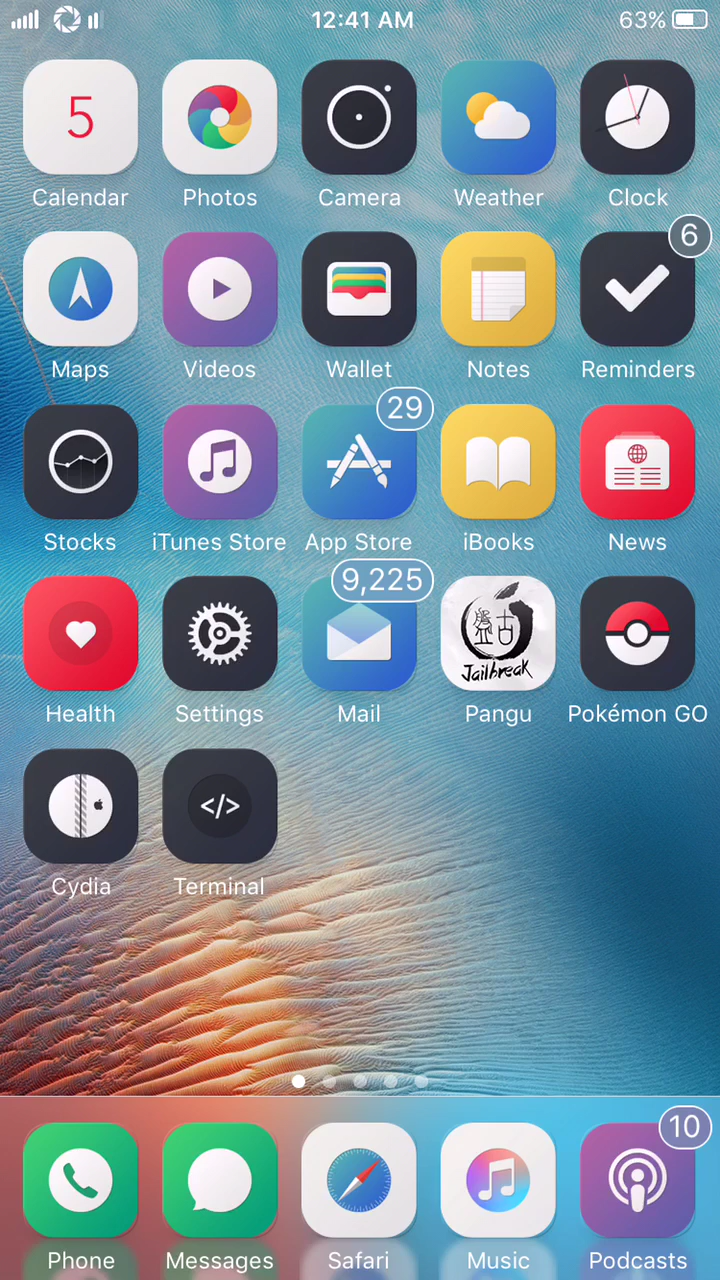 12:41 AM 63%
5
Calendar Photos Camera Weather Clock
6
Maps Videos Wallet Notes Reminders
29
Stocks iTunes Store App Store iBooks News
9,225
盤古
Jailbreak
Health Settings Mail Pangu Pokémon GO
</>
Cydia Terminal
10
Phone Messages Safari Music Podcasts